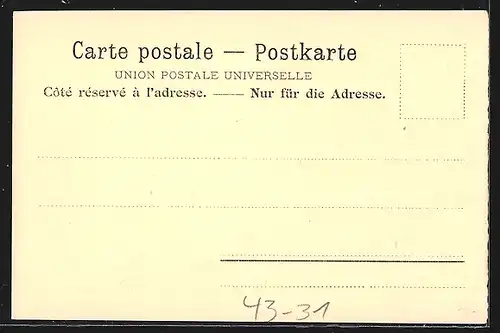 Carte postale — Postkarte
UNION POSTALE UNIVERSELLE
Côté réservé à l'adresse. —— Nur für die Adresse.
43-31